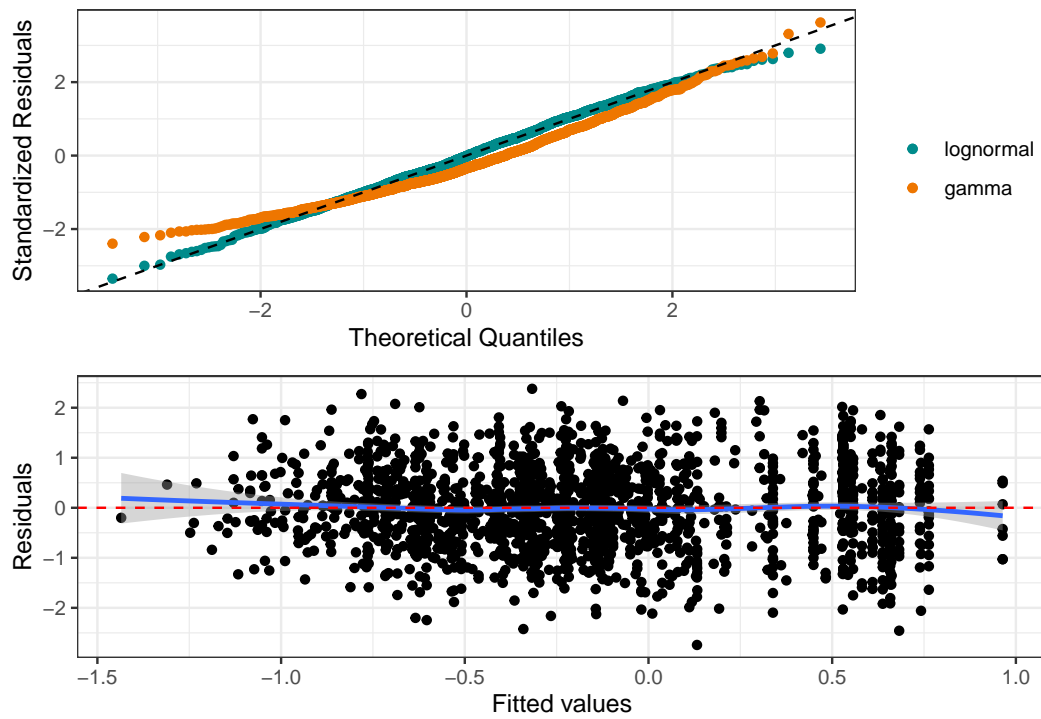 2
0
−2
Standardized Residuals
−2
0
2
Theoretical Quantiles
lognormal
gamma
2
1
0
−1
−2
Residuals
−1.5
−1.0
−0.5
0.0
0.5
1.0
Fitted values